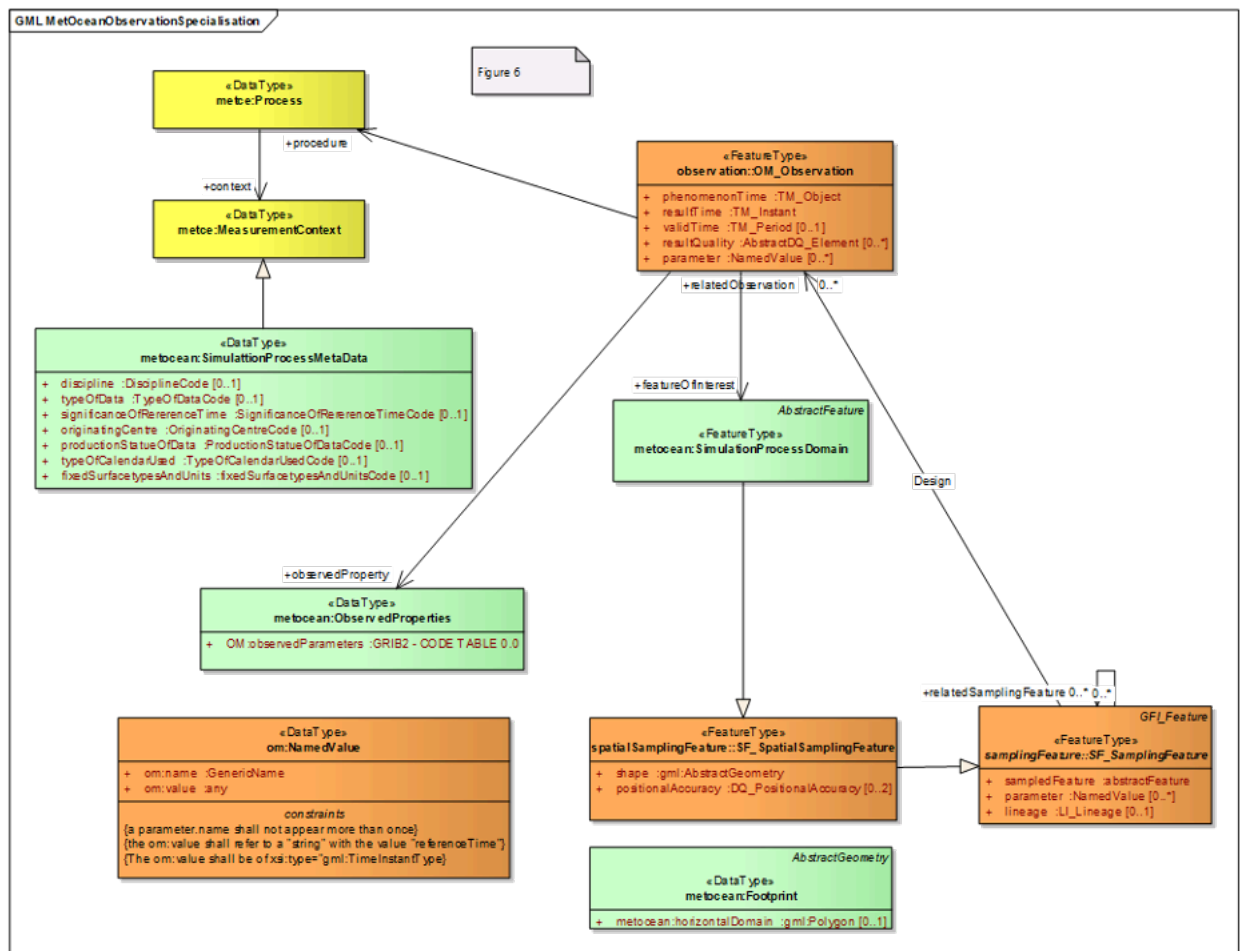 GML MetOceanObservationSpecialisation
Figure 6
«DataType»
metce:Process
+procedure
+context
«DataType»
metce:MeasurementContext
«FeatureType»
observation::OM_Observation
+ phenomenonTime :TM_Object
+ resultTime :TM_Instant
+ validTime :TM_Period [0..1]
+ resultQuality :AbstractDQ_Element [0..*]
+ parameter :NamedValue [0..*]
+relatedObservation
0..*
«DataType»
metocean:SimulattionProcessMetaData
+ discipline :DisciplineCode [0..1]
+ typeOfData :TypeOfDataCode [0..1]
+ significanceOfRererenceTime :SignificanceOfRererenceTimeCode [0..1]
+ originatingCentre :OriginatingCentreCode [0..1]
+ productionStatueOfData :ProductionStatueOfDataCode [0..1]
+ typeOfCalendarUsed :TypeOfCalendarUsedCode [0..1]
+ fixedSurfacetypesAndUnits :fixedSurfacetypesAndUnitsCode [0..1]
+featureOfInterest
AbstractFeature
«FeatureType»
metocean:SimulationProcessDomain
Design
+observedProperty
«DataType»
metocean:ObservedProperties
+ OM:observedParameters :GRIB2 - CODE TABLE 0.0
+relatedSamplingFeature 0..*
0..*
«DataType»
om:NamedValue
+ om:name :GenericName
+ om:value :any
constraints
{a parameter.name shall not appear more than once}
{the om:value shall refer to a "string" with the value "referenceTime"}
{The om:value shall be of xsi:type="gml:TimeInstantType}
«FeatureType»
spatialSamplingFeature::SF_SpatialSamplingFeature
+ shape :gml:AbstractGeometry
+ positionalAccuracy :DQ_PositionalAccuracy [0..2]
GFI_Feature
«FeatureType»
samplingFeature::SF_SamplingFeature
+ sampledFeature :abstractFeature
+ parameter :NamedValue [0..*]
+ lineage :LI_Lineage [0..1]
AbstractGeometry
«DataType»
metocean:Footprint
+ metocean:horizontalDomain :gml:Polygon [0..1]